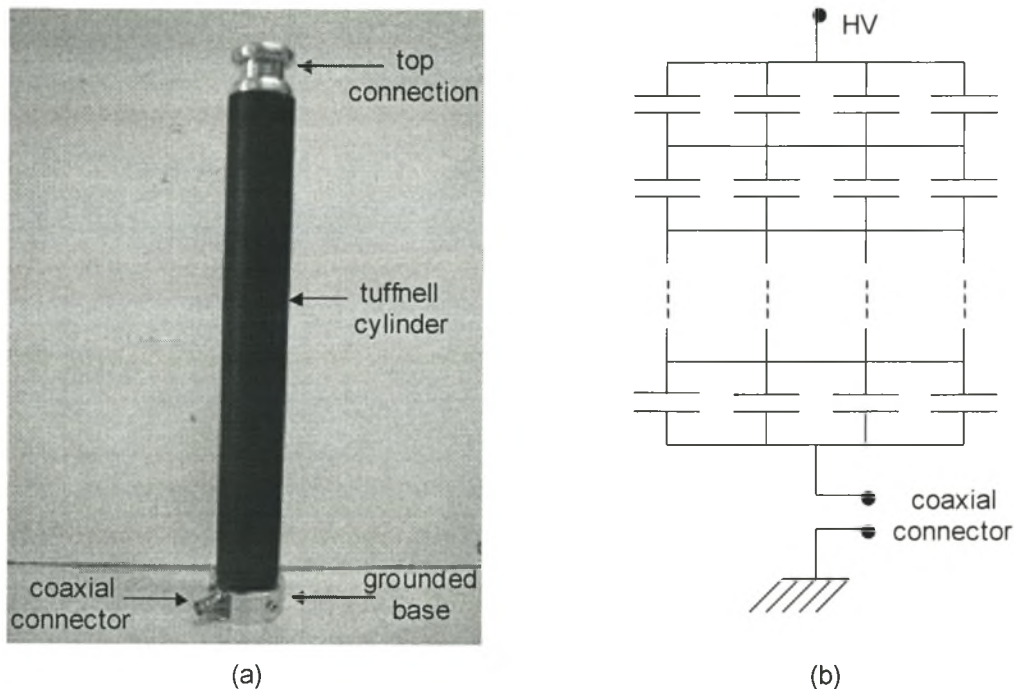 top
connection
tuffnell
cylinder
coaxial
connector
grounded
base
(a)
HV
coaxial
connector
(b)